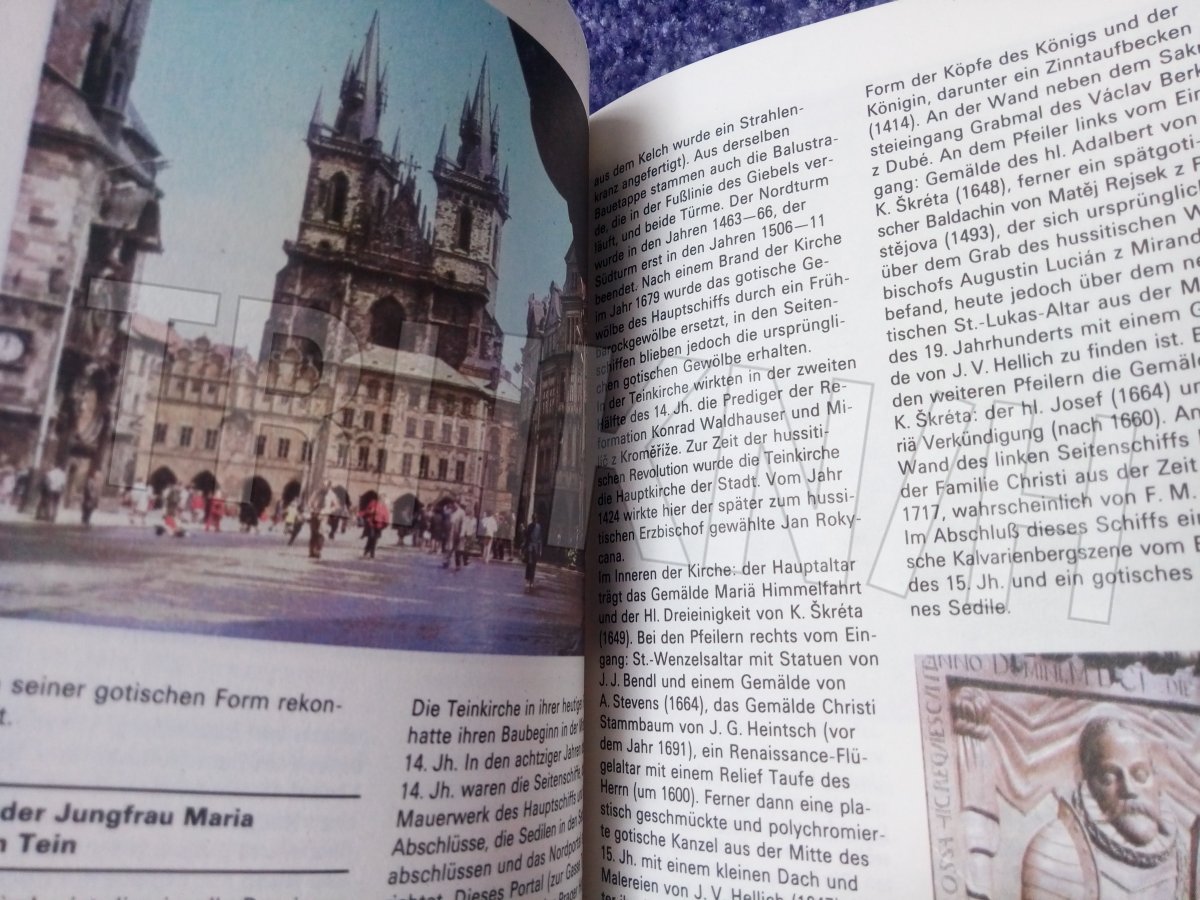 seiner gotischen Form rekon-
t.
der Jungfrau Maria
Tein
Die Teinkirche in ihrer heutigen
hatte ihren Baubeginn in der
14. Jh. In den achtziger Jahren
14. Jh. waren die Seitenschiffe,
Mauerwerk des Hauptschiffs
Abschlüsse, die Sedilen in den
abschlüssen und das Nordportal
Dieses Portal (zur Gasse
aus dem Kelch wurde ein Strahlen-
kranz angefertigt). Aus derselben
Bauetappe stammen auch die Balustra-
de, die in der Fußlinie des Giebels ver-
läuft, und beide Türme. Der Nordturm
wurde in den Jahren 1463—66, der
Südturm erst in den Jahren 1506—11
beendet. Nach einem Brand der Kirche
im Jahr 1679 wurde das gotische Ge-
wölbe des Hauptschiffs durch ein Früh-
barockgewölbe ersetzt, in den Seiten-
schiffen blieben jedoch die ursprüngli-
chen gotischen Gewölbe erhalten.
In der Teinkirche wirkten in der zweiten
Hälfte des 14. Jh. die Prediger der Re-
formation Konrad Waldhauser und Mi-
lič z Kroměříže. Zur Zeit der hussiti-
schen Revolution wurde die Teinkirche
die Hauptkirche der Stadt. Vom Jahr
1424 wirkte hier der später zum hussi-
tischen Erzbischof gewählte Jan Roky-
cana.
Im Inneren der Kirche: der Hauptaltar
trägt das Gemälde Mariä Himmelfahrt
und der Hl. Dreieinigkeit von K. Škréta
(1649). Bei den Pfeilern rechts vom Ein-
gang: St.-Wenzelsaltar mit Statuen von
J. J. Bendl und einem Gemälde von
A. Stevens (1664), das Gemälde Christi
Stammbaum von J. G. Heintsch (vor
dem Jahr 1691), ein Renaissance-Flü-
gelaltar mit einem Relief Taufe des
Herrn (um 1600). Ferner dann eine pla-
stisch geschmückte und polychromier-
te gotische Kanzel aus der Mitte des
15. Jh. mit einem kleinen Dach und
Malereien von J. V. Hellich
Form der Köpfe des Königs und der
Königin, darunter ein Zinntaufbecken
(1414). An der Wand neben dem Sakri
steieingang Grabmal des Václav Berk
z Dubé. An dem Pfeiler links vom Ein
gang: Gemälde des hl. Adalbert von
K. Škréta (1648), ferner ein spätgoti
scher Baldachin von Matěj Rejsek z
stějova (1493), der sich ursprünglich
über dem Grab des hussitischen
bischofs Augustin Lucián z Mirand
befand, heute jedoch über dem
tischen St.-Lukas-Altar aus der
des 19. Jahrhunderts mit einem
de von J. V. Hellich zu finden ist.
den weiteren Pfeilern die Gemälde
K. Škréta: der hl. Josef (1664)
riä Verkündigung (nach 1660).
Wand des linken Seitenschiffs
der Familie Christi aus der Zeit
1717, wahrscheinlich von F. M.
Im Abschluß dieses Schiffs
sche Kalvarienbergszene vom
des 15. Jh. und ein gotisches
nes Sedile.